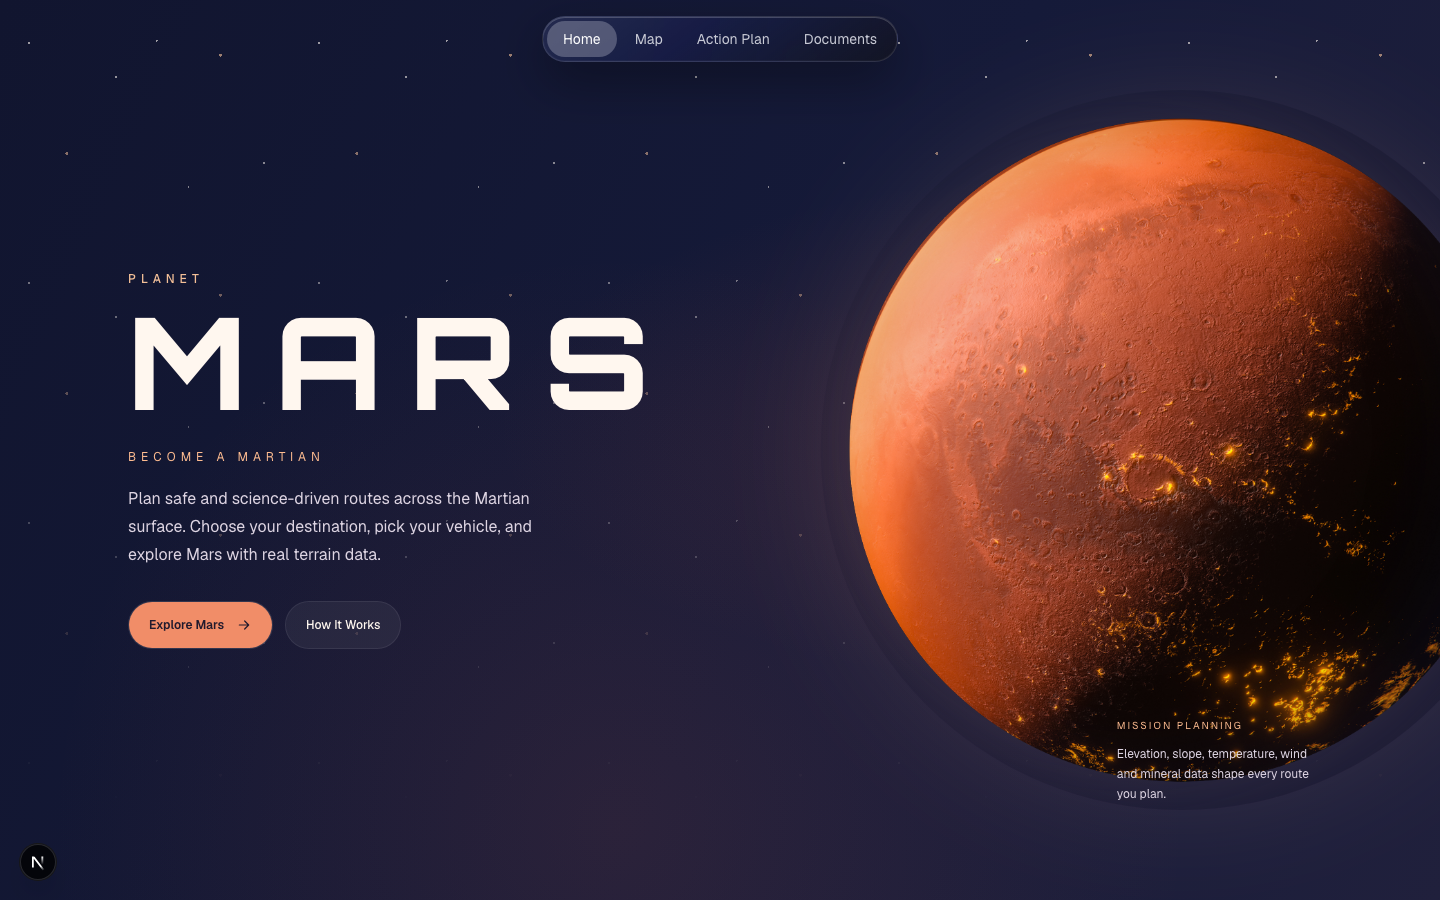 Home
Map
Action Plan
Documents
PLANET
MARS
BECOME A MARTIAN
Plan safe and science-driven routes across the Martian
surface. Choose your destination, pick your vehicle, and
explore Mars with real terrain data.
Explore Mars →
How It Works
MISSION PLANNING
Elevation, slope, temperature, wind
and mineral data shape every route
you plan.
N